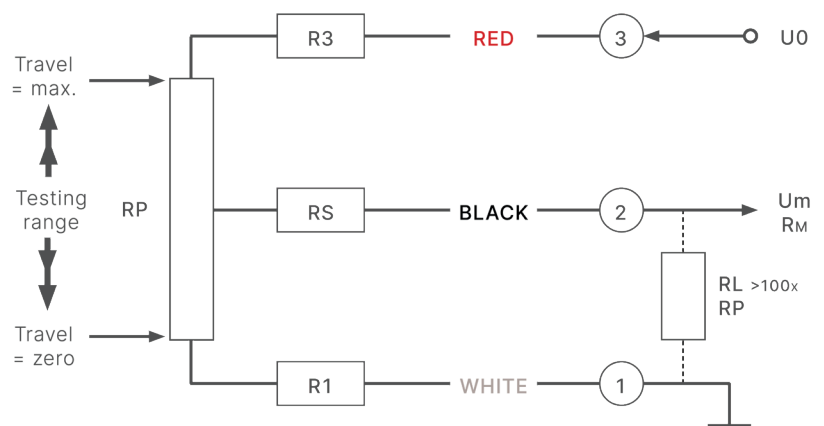 R3
RED
3
U0
Travel
= max.
Testing
range
RP
RS
BLACK
2
Um
RM
RL >100x
RP
Travel
= zero
R1
WHITE
1